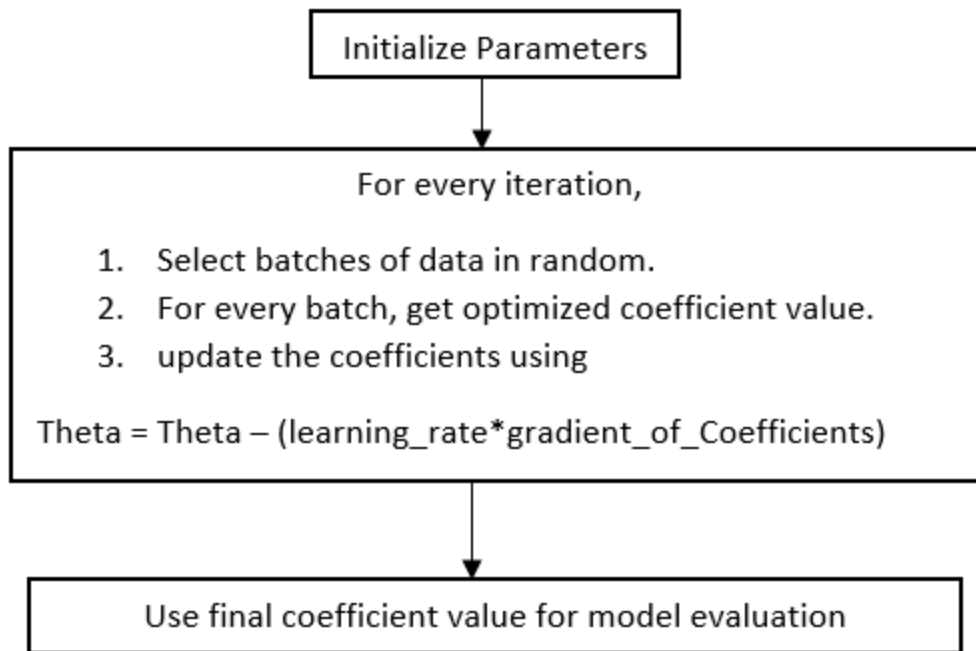 Initialize Parameters
For every iteration,
1. Select batches of data in random.
2. For every batch, get optimized coefficient value.
3. update the coefficients using
Theta = Theta – (learning_rate*gradient_of_Coefficients)
Use final coefficient value for model evaluation